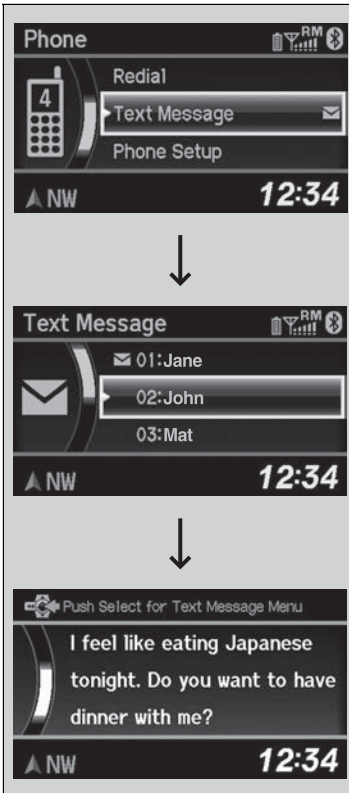 Phone
RM
4
Redial
Text Message
Phone Setup
NW
12:34
Text Message
RM
01:Jane
02:John
03:Mat
NW
12:34
Push Select for Text Message Menu
I feel like eating Japanese
tonight. Do you want to have
dinner with me?
NW
12:34